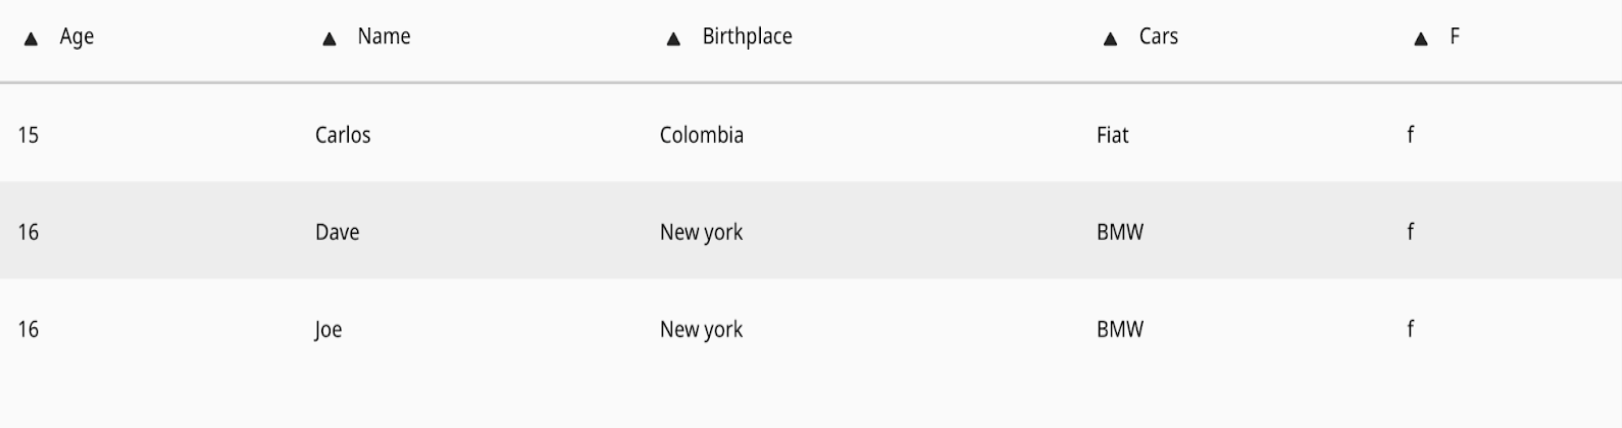 ▲ Age ▲ Name ▲ Birthplace ▲ Cars ▲ F
15 Carlos Colombia Fiat f
16 Dave New york BMW f
16 Joe New york BMW f